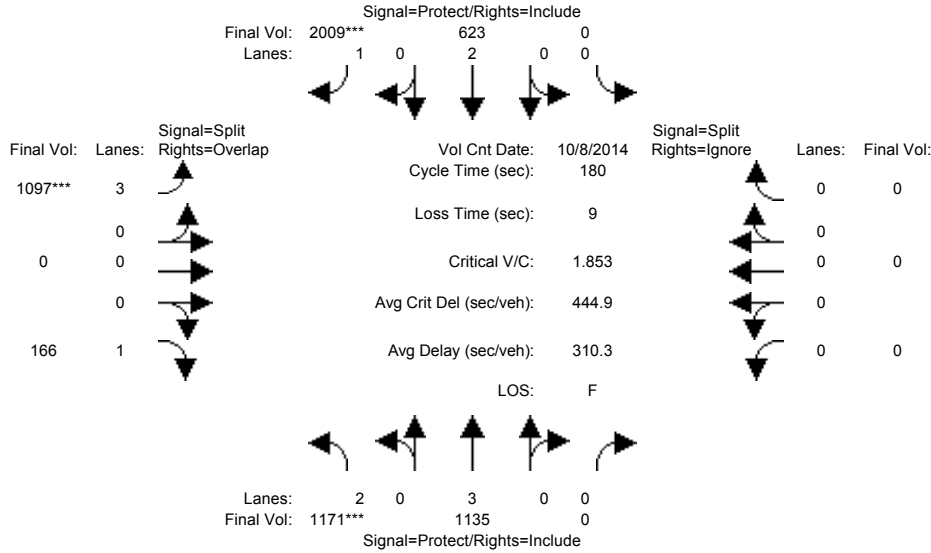 Signal=Protect/Rights=Include
Final Vol: 2009*** 623 0
Lanes: 1 0 2 0 0
Signal=Split Signal=Split
Final Vol: Lanes: Rights=Overlap Vol Cnt Date: 10/8/2014 Rights=Ignore Lanes: Final Vol:
Cycle Time (sec): 180
1097*** 3 0 0
Loss Time (sec): 9
0 0
0 0 Critical V/C: 1.853 0 0
0 Avg Crit Del (sec/veh): 444.9 0
166 1 Avg Delay (sec/veh): 310.3 0 0
LOS: F
Lanes: 2 0 3 0 0
Final Vol: 1171*** 1135 0
Signal=Protect/Rights=Include